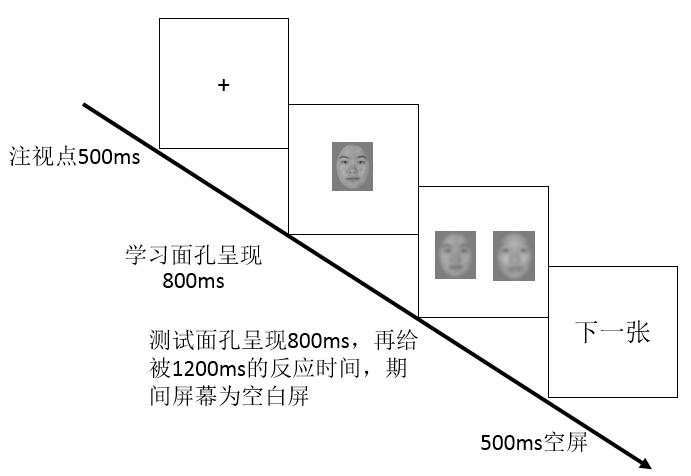 +
注视点500ms
学习面孔呈现
800ms
测试面孔呈现800ms，再给
被1200ms的反应时间，期
间屏幕为空白屏
下一张
500ms空屏